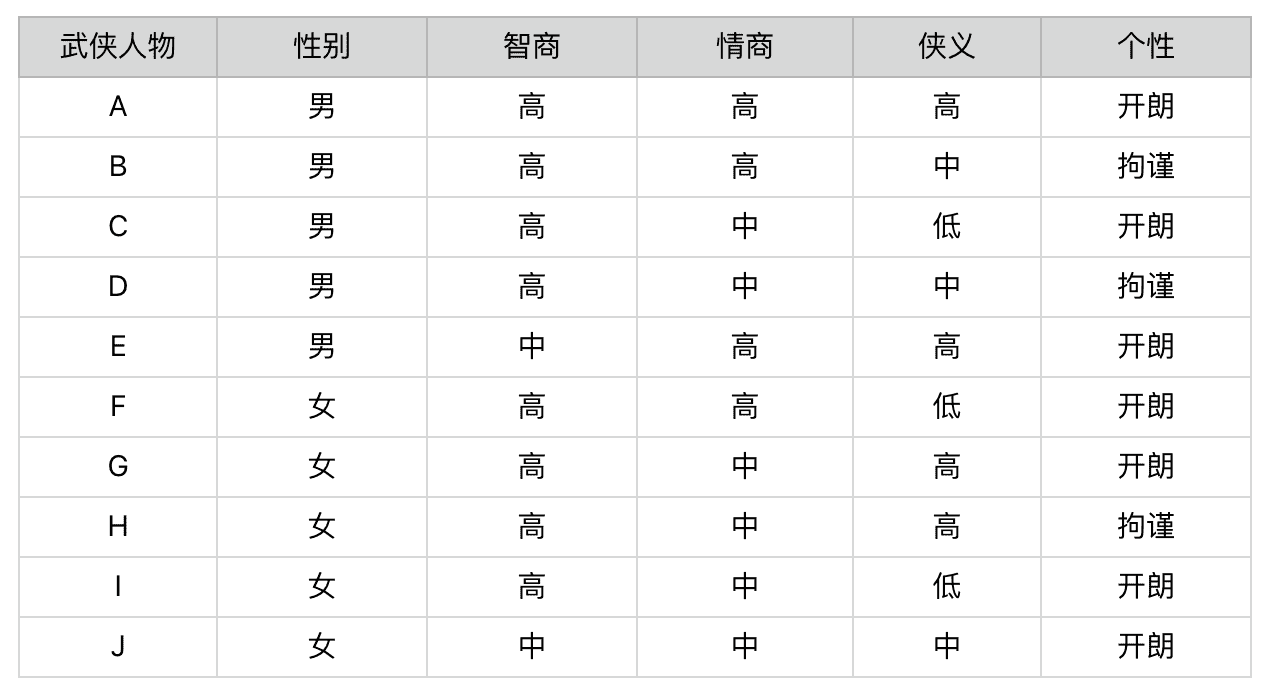 武侠人物 性别 智商 情商 侠义 个性
A 男 高 高 高 开朗
B 男 高 高 中 拘谨
C 男 高 中 低 开朗
D 男 高 中 中 拘谨
E 男 中 高 高 开朗
F 女 高 高 低 开朗
G 女 高 中 高 开朗
H 女 高 中 高 拘谨
I 女 高 中 低 开朗
J 女 中 中 中 开朗